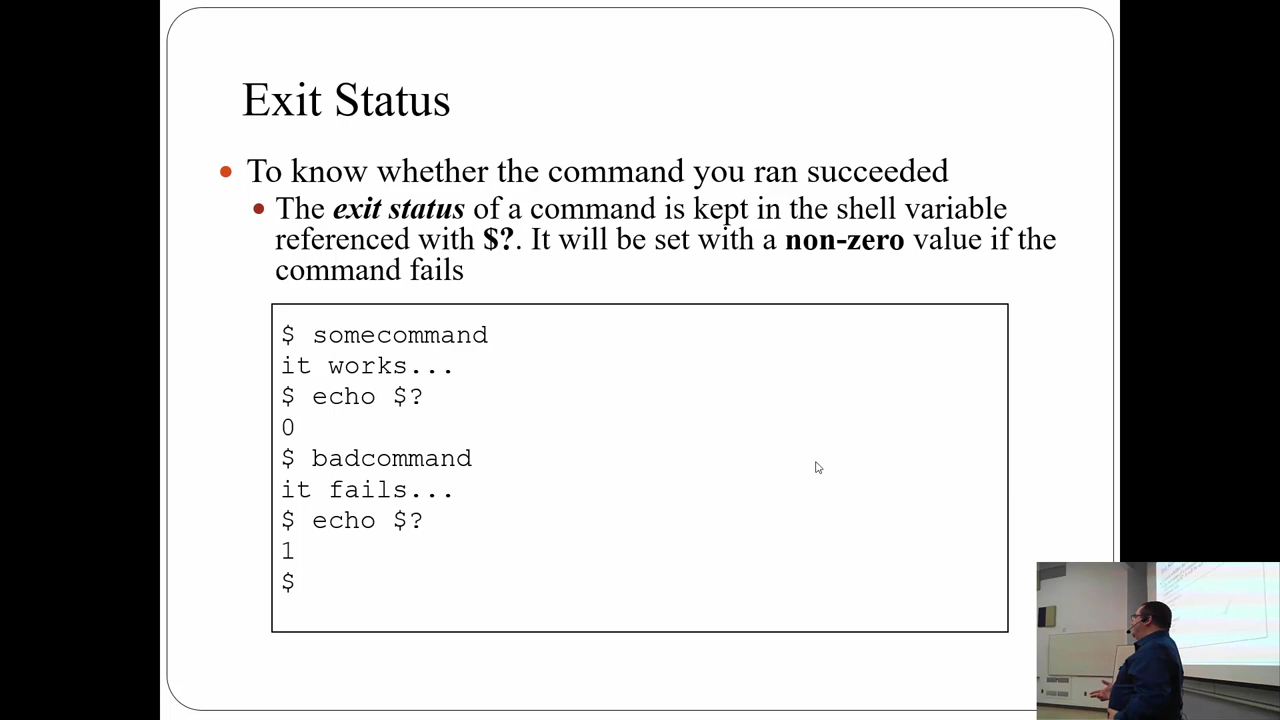 Exit Status
To know whether the command you ran succeeded
The exit status of a command is kept in the shell variable
referenced with $?. It will be set with a non-zero value if the
command fails
$ somecommand
it works...
$ echo $?
0
$ badcommand
it fails...
$ echo $?
1
$